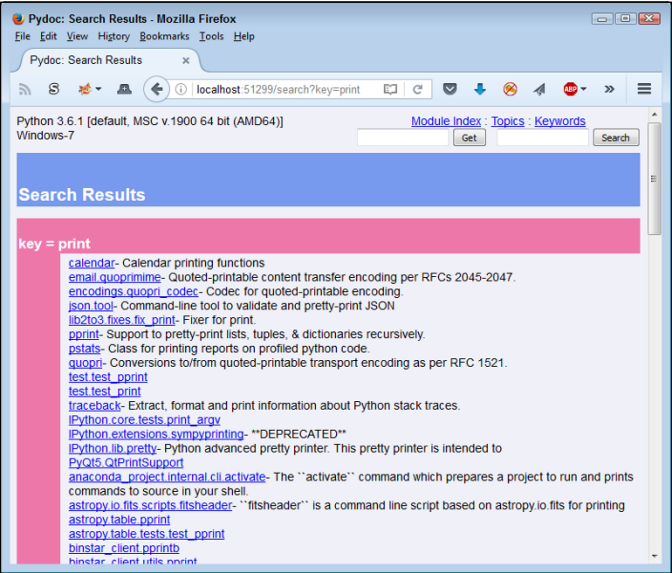 Pydoc: Search Results - Mozilla Firefox
File Edit View History Bookmarks Tools Help
Pydoc: Search Results ×
localhost:51299/search?key=print
ABP
Python 3.6.1 [default, MSC v.1900 64 bit (AMD64)]
Windows-7
Module Index : Topics : Keywords
Get Search
Search Results
key = print
calendar- Calendar printing functions
email.quoprimime- Quoted-printable content transfer encoding per RFCs 2045-2047.
encodings.quopri_codec- Codec for quoted-printable encoding.
json.tool- Command-line tool to validate and pretty-print JSON
lib2to3.fixes.fix_print- Fixer for print.
pprint- Support to pretty-print lists, tuples, & dictionaries recursively.
pstats- Class for printing reports on profiled python code.
quopri- Conversions to/from quoted-printable transport encoding as per RFC 1521.
test.test_pprint
test.test_print
traceback- Extract, format and print information about Python stack traces.
IPython.core.tests.print_argv
IPython.extensions.sympyprinting- **DEPRECATED**
IPython.lib.pretty- Python advanced pretty printer. This pretty printer is intended to
PyQt5.QtPrintSupport
anaconda_project.internal.cli.activate- The ``activate`` command which prepares a project to run and prints
commands to source in your shell.
astropy.io.fits.scripts.fitsheader- ``fitsheader`` is a command line script based on astropy.io.fits for printing
astropy.table.pprint
astropy.table.tests.test_pprint
binstar_client.pprintb
binstar_client.utils.pprint